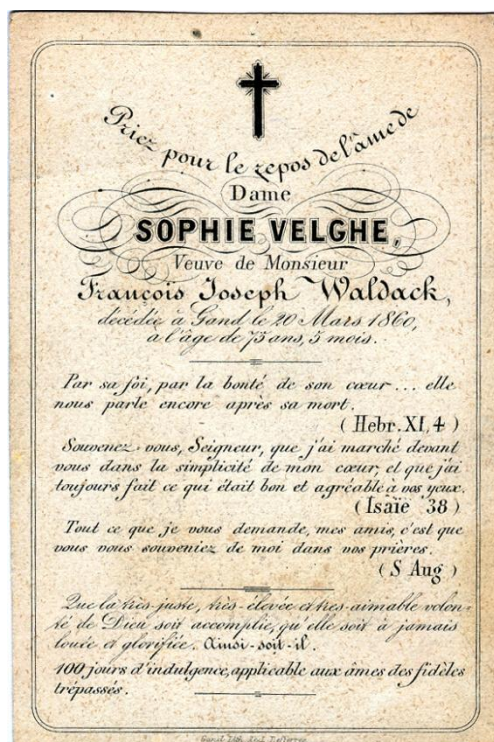 Priez pour le repos de l'âme de
Dame
SOPHIE VELGHE,
Veuve de Monsieur
François Joseph Waldack,
décédée à Gand le 20 Mars 1860,
a l'âge de 75 ans, 5 mois.
Par sa foi, par la bonté de son cœur... elle
nous parle encore après sa mort.
(Hebr. XI, 4)
Souvenez-vous, Seigneur, que j'ai marché devant
vous dans la simplicité de mon cœur, et que j'ai
toujours fait ce qui était bon et agréable à vos yeux.
(Isaïe 38)
Tout ce que je vous demande, mes amis, c'est que
vous vous souveniez de moi dans vos prières.
(S Aug)
Que la très-juste, très-élevée et très-aimable volon-
té de Dieu soit accomplie, qu'elle soit à jamais
louée et glorifiée. Ainsi-soit-il.
100 jours d'indulgence, applicable aux âmes des fidèles
trépassés.
Gand, Lith.